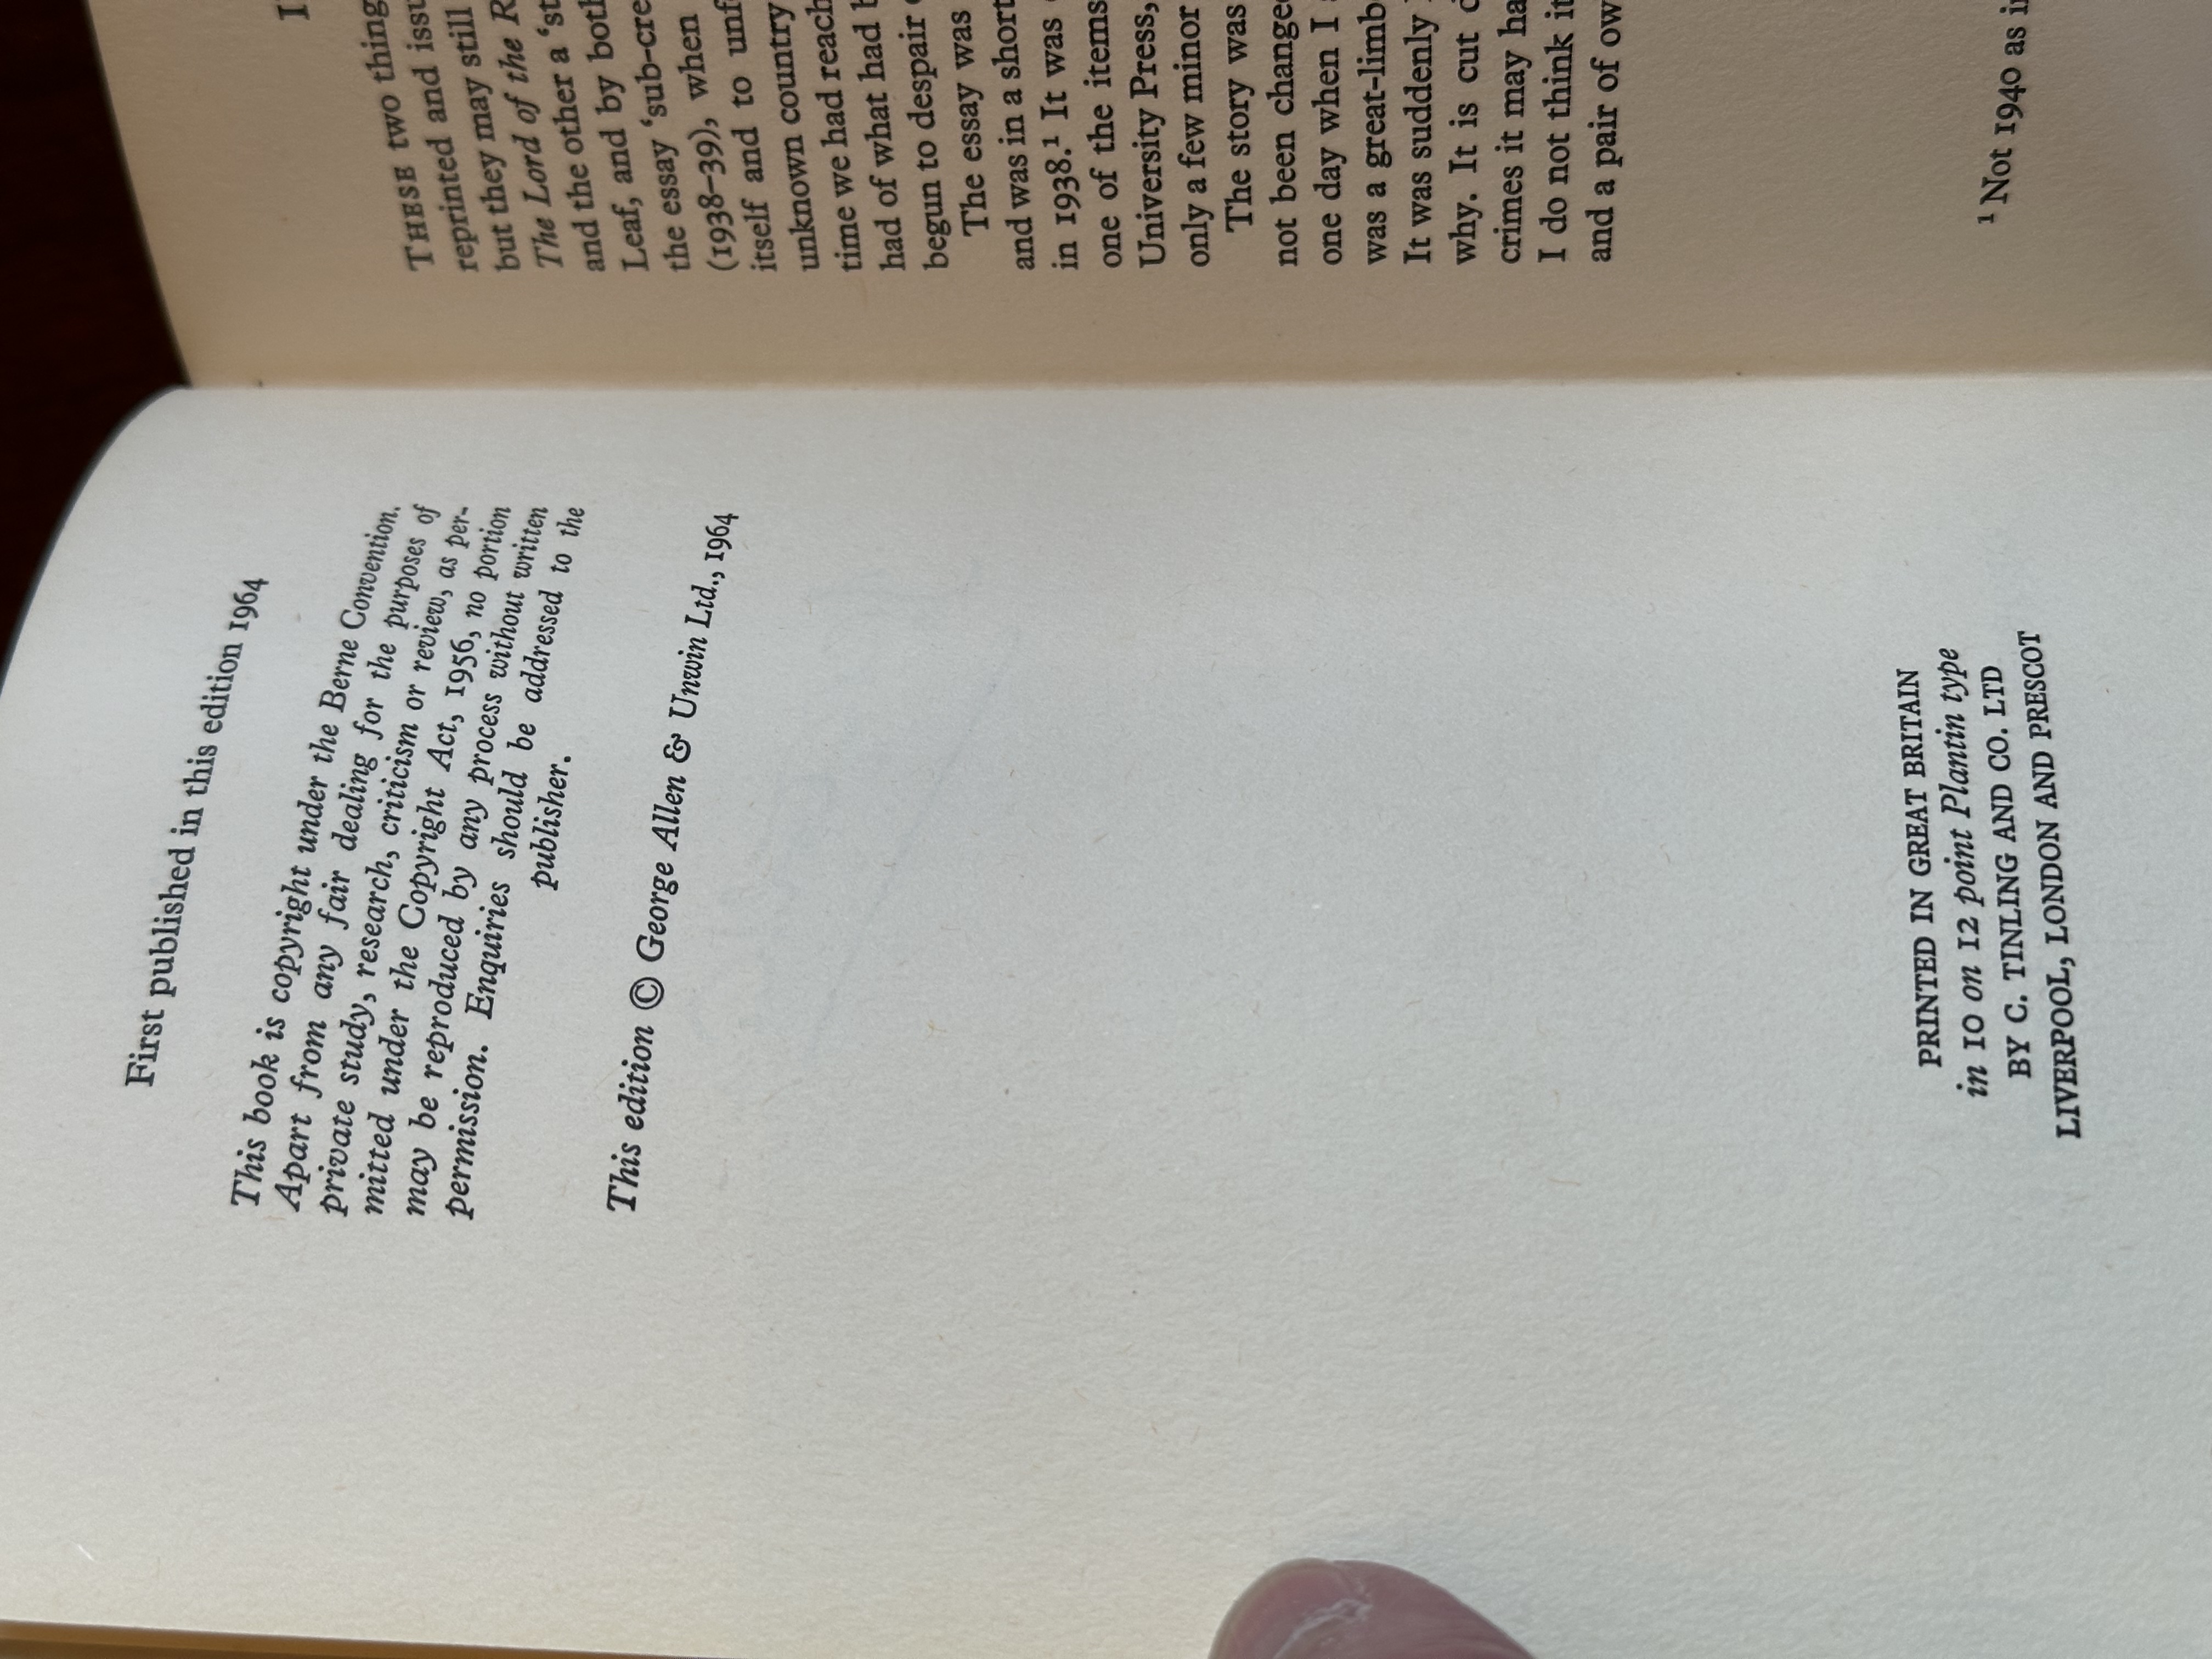 First published in this edition 1964
This book is copyright under the Berne Convention.
Apart from any fair dealing for the purposes of
private study, research, criticism or review, as per-
mitted under the Copyright Act, 1956, no portion
may be reproduced by any process without written
permission. Enquiries should be addressed to the
publisher.
This edition © George Allen & Unwin Ltd., 1964
PRINTED IN GREAT BRITAIN
in 10 on 12 point Plantin type
BY C. TINLING AND CO. LTD
LIVERPOOL, LONDON AND PRESCOT
I
THESE two thing
reprinted and issu
but they may still
The Lord of the R
and the other a 'st
Leaf, and by both
the essay 'sub-cre
(1938–39), when
itself and to unf
unknown country
time we had reach
had of what had b
begun to despair
The essay was
and was in a short
in 1938.¹ It was
one of the items
University Press,
only a few minor
The story was
not been change
one day when I
was a great-limb
It was suddenly
why. It is cut
crimes it may ha
I do not think it
and a pair of ow
¹ Not 1940 as i